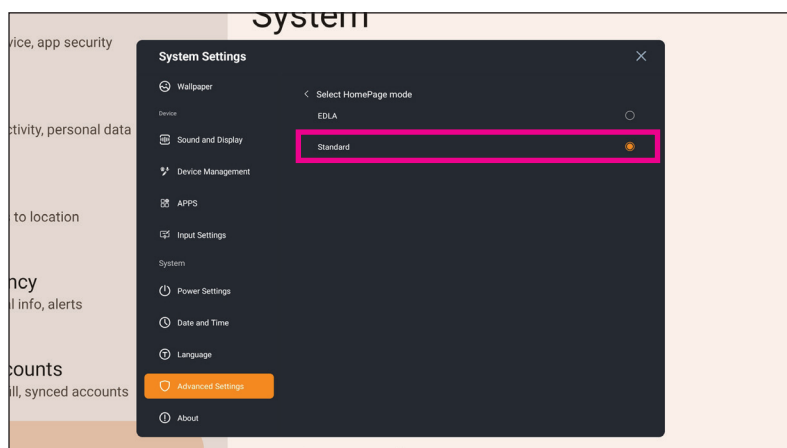 System
vice, app security
ctivity, personal data
to location
ncy
al info, alerts
counts
ill, synced accounts
System Settings
Wallpaper
Device
Sound and Display
Device Management
APPS
Input Settings
System
Power Settings
Date and Time
Language
Advanced Settings
About
Select HomePage mode
EDLA
Standard